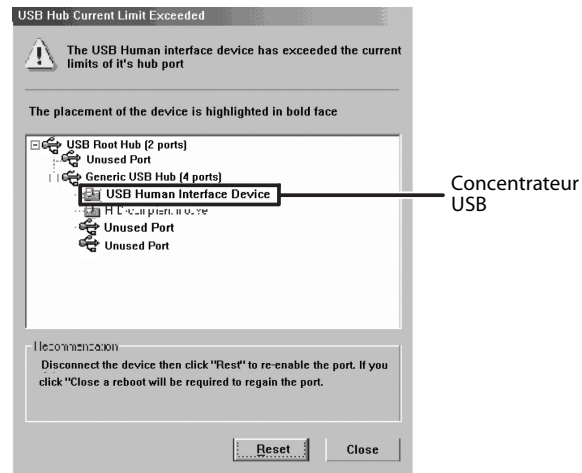 USB Hub Current Limit Exceeded
The USB Human interface device has exceeded the current
limits of it's hub port
The placement of the device is highlighted in bold face
USB Root Hub (2 ports)
Unused Port
Generic USB Hub (4 ports)
USB Human Interface Device
Unused Port
Unused Port
Concentrateur
USB
Disconnect the device then click "Rest" to re-enable the port. If you
click "Close a reboot will be required to regain the port.
Reset
Close